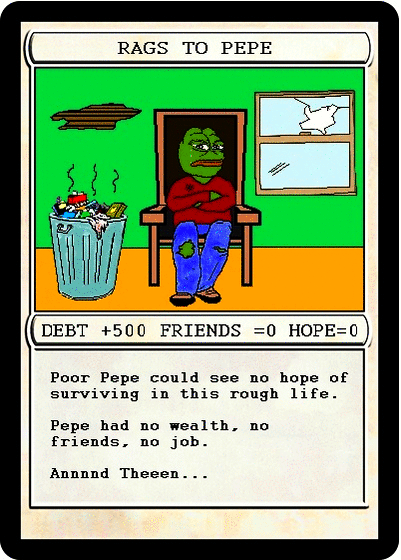 RAGS TO PEPE
DEBT +500 FRIENDS =0 HOPE=0
Poor Pepe could see no hope of
surviving in this rough life.
Pepe had no wealth, no
friends, no job.
Annnnd Theeen...